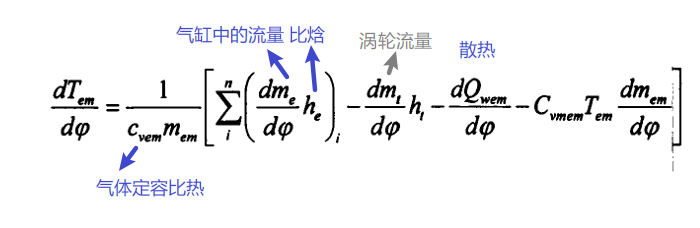 气缸中的流量 比焓
涡轮流量
散热
dT_em/dφ = 1/(c_vem m_em) [ ∑_i^n ( dm_e/dφ h_e )_i − dm_t/dφ h_t − dQ_wem/dφ − C_vmem T_em dm_em/dφ ]
气体定容比热